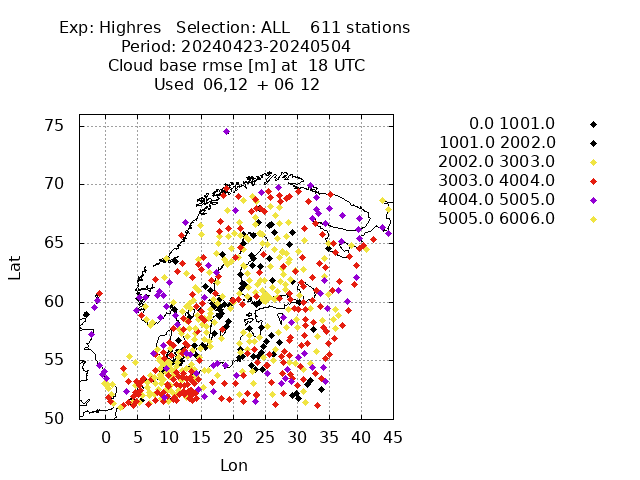 Exp: Highres   Selection: ALL    611 stations
Period: 20240423-20240504
Cloud base rmse [m] at  18 UTC
Used  06,12  + 06 12
0.0 1001.0
1001.0 2002.0
2002.0 3003.0
3003.0 4004.0
4004.0 5005.0
5005.0 6006.0
75
70
65
60
55
50
Lat
0 5 10 15 20 25 30 35 40 45
Lon